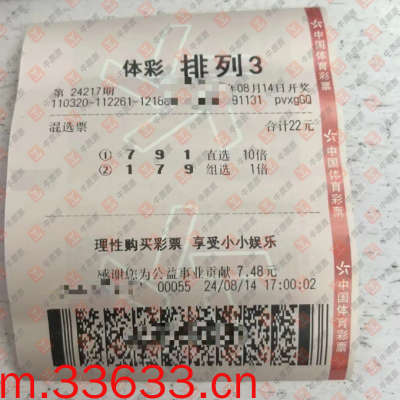 体彩 排列3
第 24217期 年08月14日开奖
110320-112261-1218 91131 pvxgGQ
混选票 合计22元
① 7 9 1 直选 10倍
② 1 7 9 组选 1倍
理性购买彩票 享受小小娱乐
感谢您为公益事业贡献 7.48元
00055 24/08/14 17:00:02
中国体育彩票
中国体育彩票
中国体育彩票
m.33633.cn